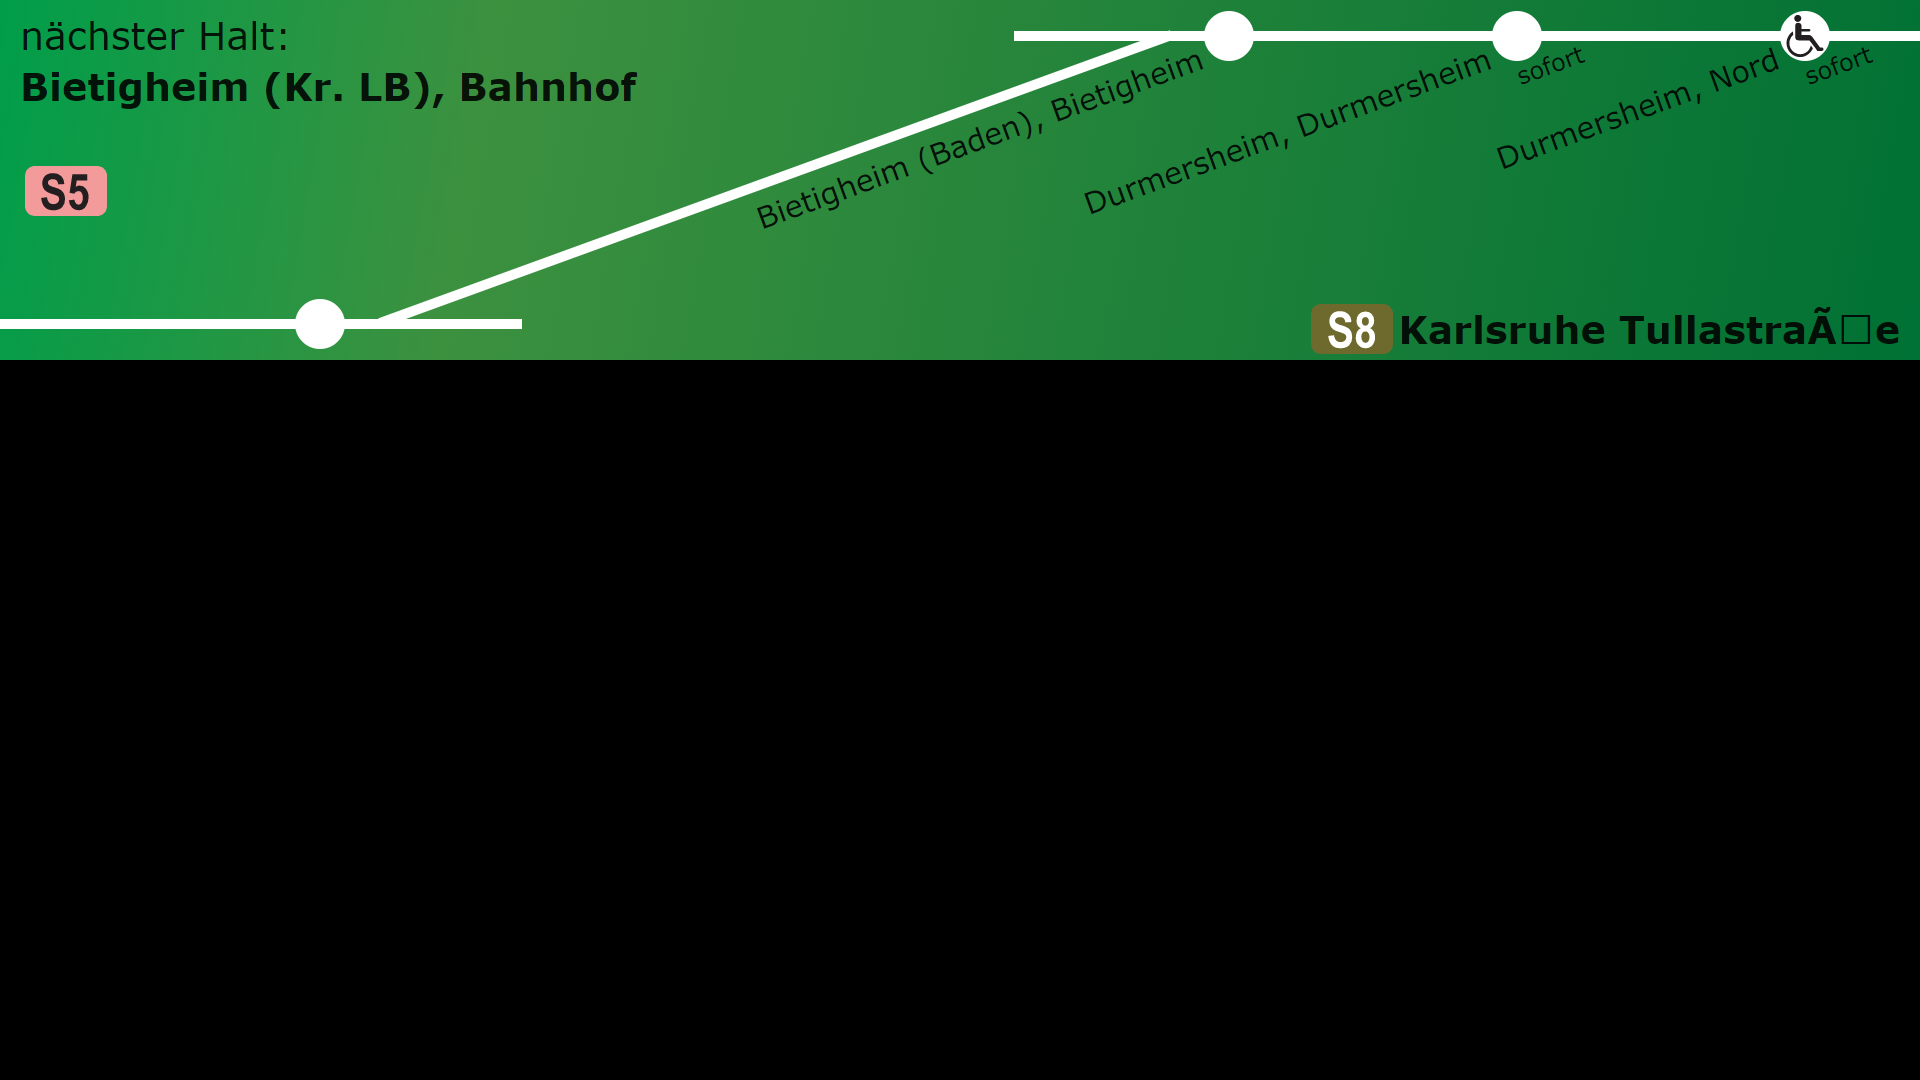 nächster Halt:
Bietigheim (Kr. LB), Bahnhof
S5
Bietigheim (Baden), Bietigheim
Durmersheim, Durmersheim
sofort
Durmersheim, Nord
sofort
S8 Karlsruhe TullastraÃ□e